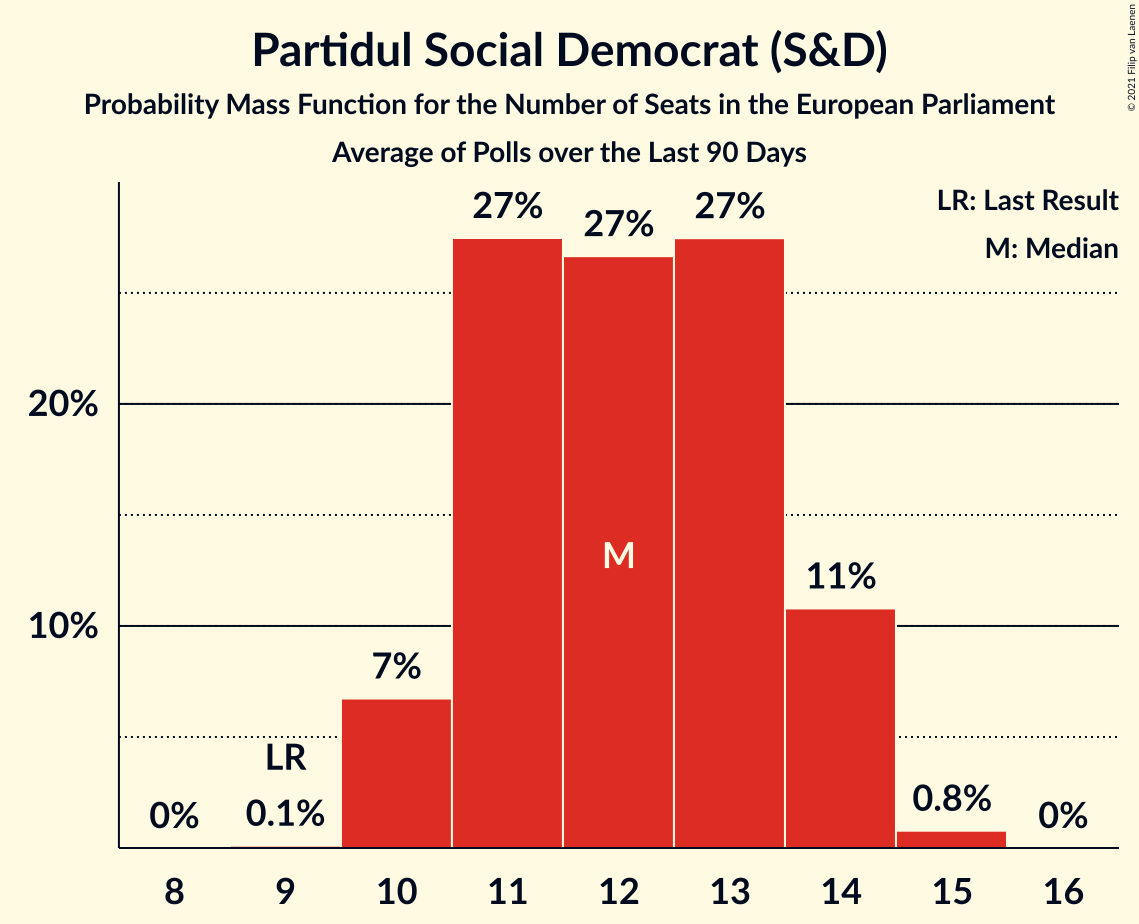 Partidul Social Democrat (S&D)
Probability Mass Function for the Number of Seats in the European Parliament
Average of Polls over the Last 90 Days
© 2021 Filip van Laenen
LR: Last Result
M: Median
27%
27%
27%
20%
M
11%
10%
7%
LR
0%
0.1%
0.8%
0%
8 9 10 11 12 13 14 15 16